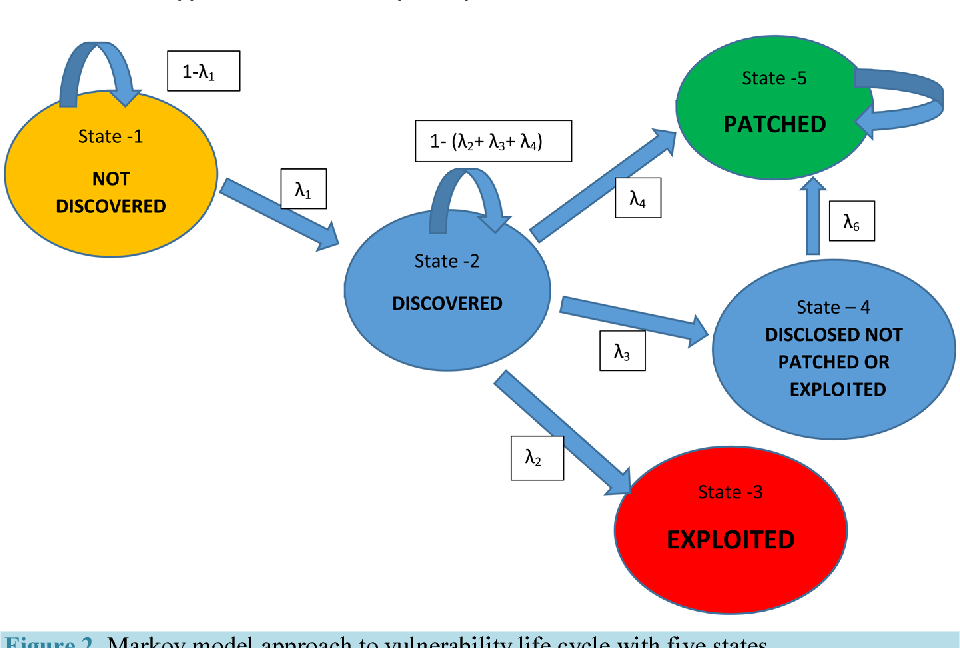 1-λ₁
State -1
NOT
DISCOVERED
λ₁
1- (λ₂+ λ₃+ λ₄)
State -2
DISCOVERED
State -5
PATCHED
λ₄
λ₆
λ₃
State – 4
DISCLOSED NOT
PATCHED OR
EXPLOITED
λ₂
State -3
EXPLOITED
Figure 2. Markov model approach to vulnerability life cycle with five states